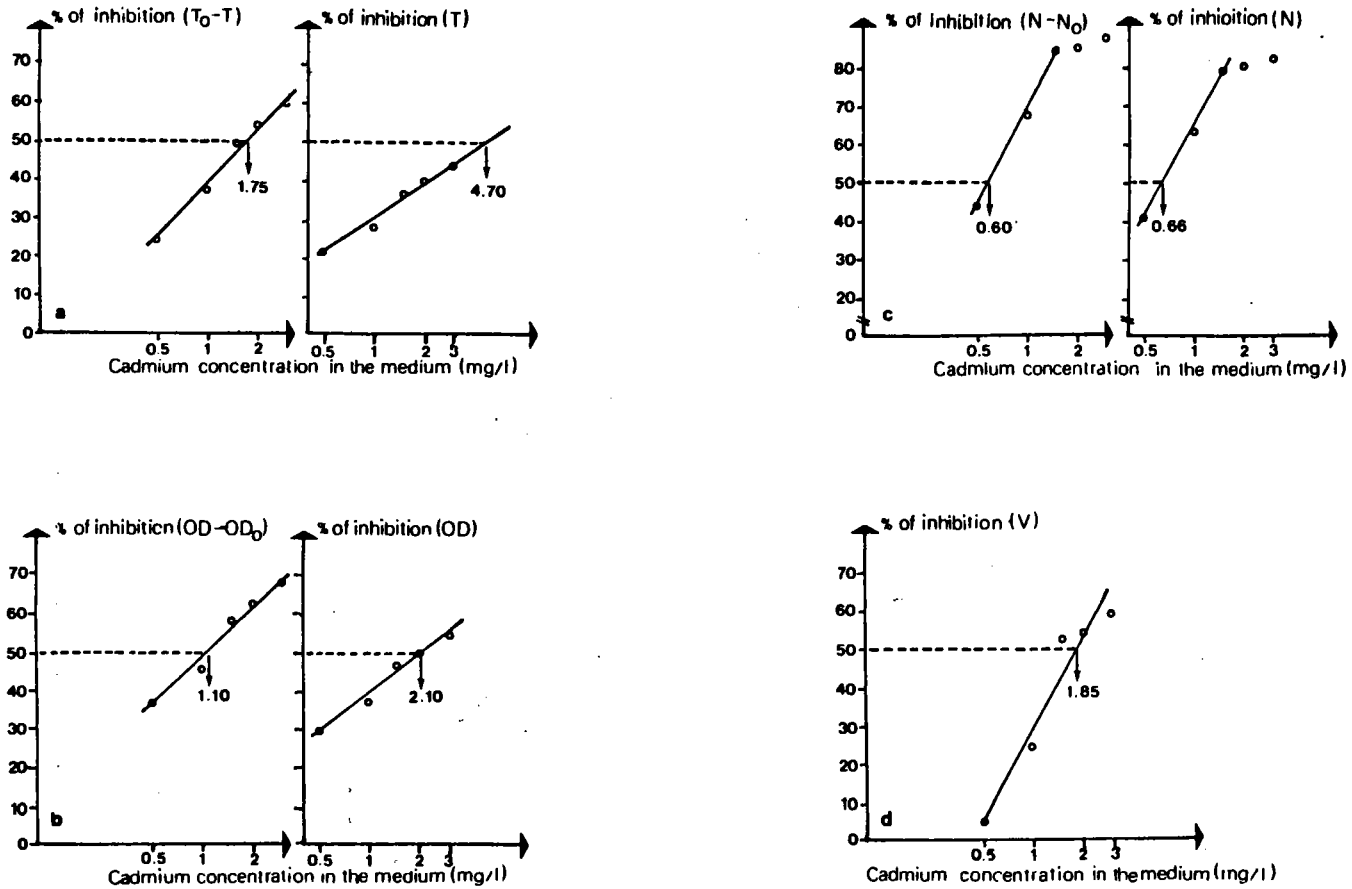 % of inhibition (T₀-T)
% of inhibition (T)
70
60
50
40
30
20
10
0
1.75
4.70
a
0.5 1 2
0.5 1 2 3
Cadmium concentration in the medium (mg/l)
% of inhibition (N-N₀)
% of inhioition (N)
80
70
60
50
40
30
20
0
0.60
0.66
c
0.5 1 2
0.5 1 2 3
Cadmium concentration in the medium (mg/l)
% of inhibition (OD-OD₀)
% of inhibition (OD)
70
60
50
40
30
20
10
0
1.10
2.10
b
0.5 1 2
0.5 1 2 3
Cadmium concentration in the medium (mg/l)
% of inhibition (V)
70
60
50
40
30
20
10
0
1.85
d
0.5 1 2 3
Cadmium concentration in the medium (mg/l)